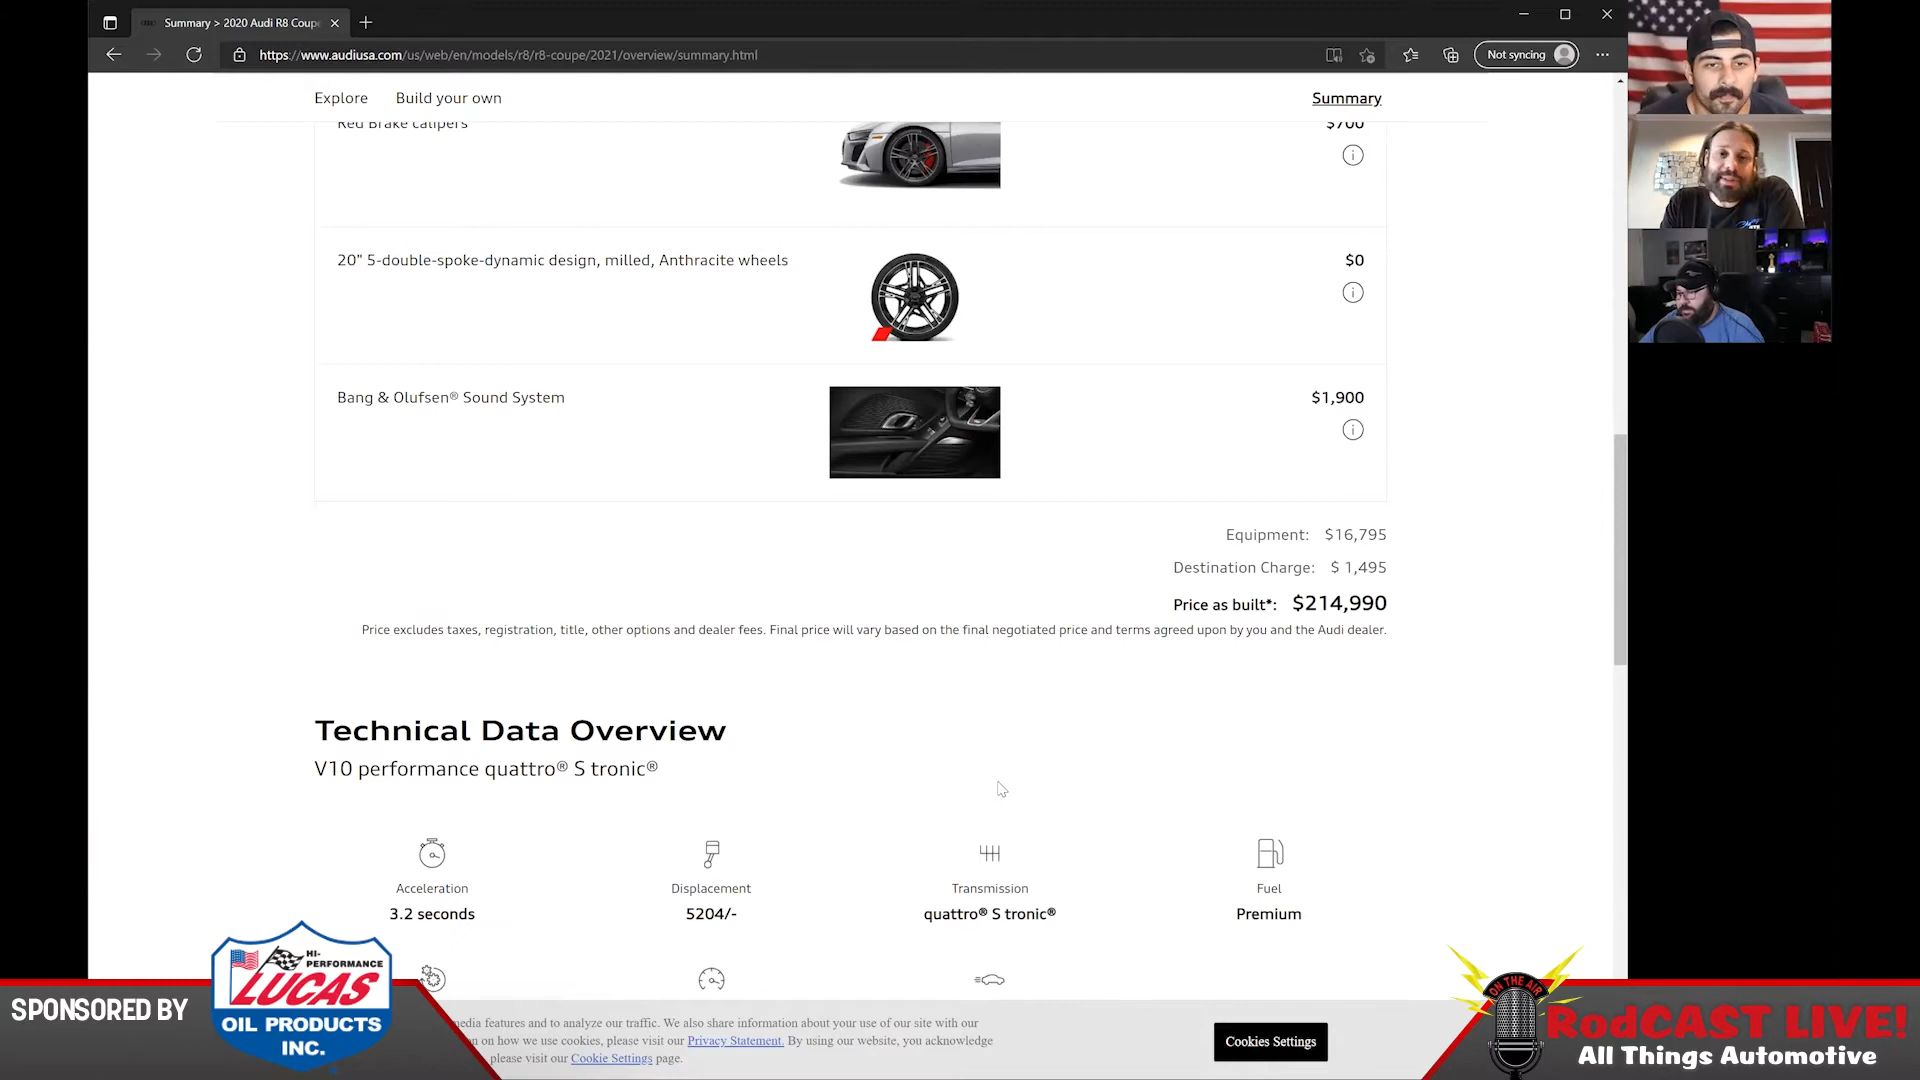 Summary > 2020 Audi R8 Coupe
https://www.audiusa.com/us/web/en/models/r8/r8-coupe/2021/overview/summary.html
Not syncing
Explore Build your own Summary
Red Brake calipers $700
20" 5-double-spoke-dynamic design, milled, Anthracite wheels $0
Bang & Olufsen® Sound System $1,900
Equipment: $16,795
Destination Charge: $ 1,495
Price as built*: $214,990
Price excludes taxes, registration, title, other options and dealer fees. Final price will vary based on the final negotiated price and terms agreed upon by you and the Audi dealer.
Technical Data Overview
V10 performance quattro® S tronic®
Acceleration Displacement Transmission Fuel
3.2 seconds 5204/- quattro® S tronic® Premium
media features and to analyze our traffic. We also share information about your use of our site with our
on how we use cookies, please visit our Privacy Statement. By using our website, you acknowledge
please visit our Cookie Settings page.
Cookies Settings
SPONSORED BY
HI-
PERFORMANCE
LUCAS
OIL PRODUCTS
INC.
ON THE AIR
RodCAST LIVE!
All Things Automotive